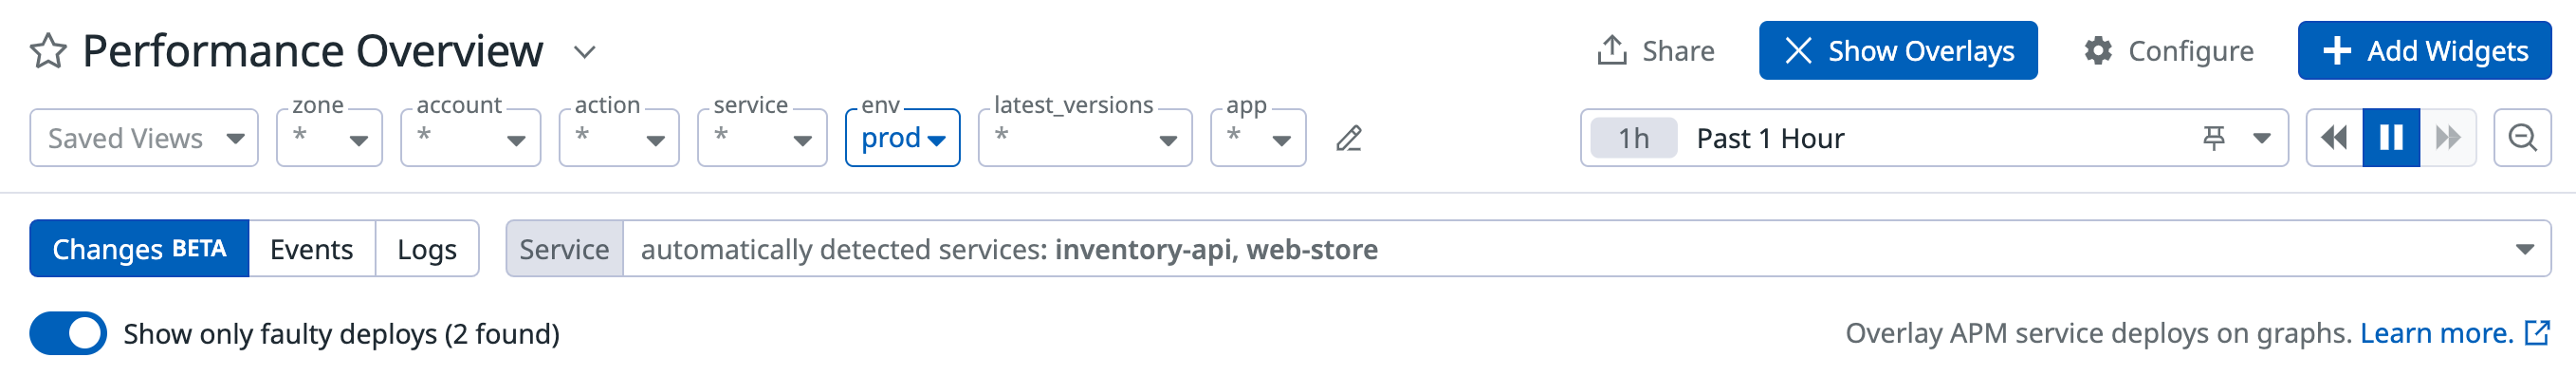 Performance Overview
Share
Show Overlays
Configure
Add Widgets
Saved Views
zone
*
account
*
action
*
service
*
env
prod
latest_versions
*
app
*
1h Past 1 Hour
Changes BETA
Events
Logs
Service
automatically detected services: inventory-api, web-store
Show only faulty deploys (2 found)
Overlay APM service deploys on graphs. Learn more.